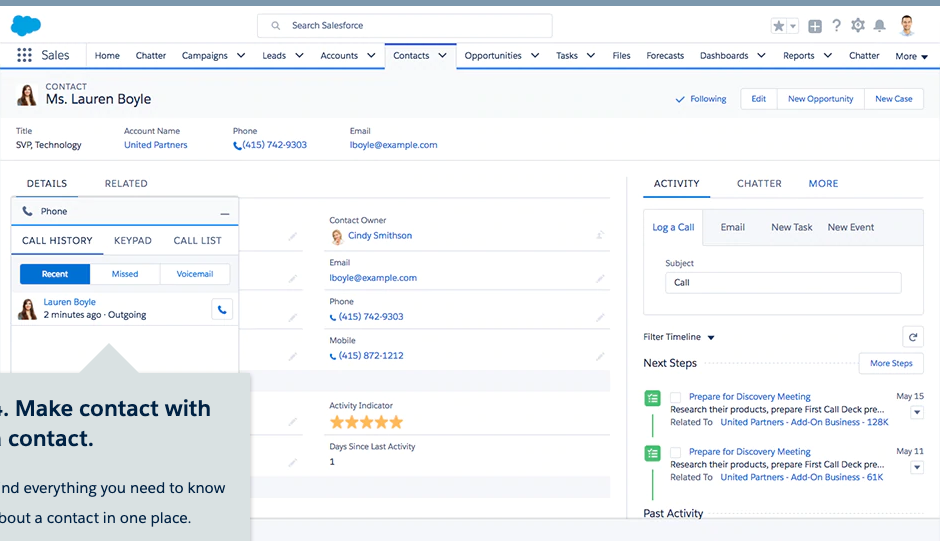 Search Salesforce
Sales Home Chatter Campaigns Leads Accounts Contacts Opportunities Tasks Files Forecasts Dashboards Reports Chatter More
CONTACT
Ms. Lauren Boyle
Following Edit New Opportunity New Case
Title Account Name Phone Email
SVP, Technology United Partners (415) 742-9303 lboyle@example.com
DETAILS RELATED
Phone
CALL HISTORY KEYPAD CALL LIST
Recent Missed Voicemail
Lauren Boyle
2 minutes ago · Outgoing
4. Make contact with
a contact.
nd everything you need to know
bout a contact in one place.
Contact Owner
Cindy Smithson
Email
lboyle@example.com
Phone
(415) 742-9303
Mobile
(415) 872-1212
Activity Indicator
Days Since Last Activity
1
ACTIVITY CHATTER MORE
Log a Call Email New Task New Event
Subject
Call
Filter Timeline
Next Steps More Steps
Prepare for Discovery Meeting May 15
Research their products, prepare First Call Deck pre...
Related To United Partners - Add-On Business - 128K
Prepare for Discovery Meeting May 11
Research their products, prepare First Call Deck pre...
Related To United Partners - Add-On Business - 61K
Past Activity